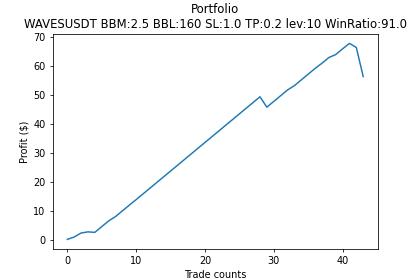 Portfolio
WAVESUSDT BBM:2.5 BBL:160 SL:1.0 TP:0.2 lev:10 WinRatio:91.0
70
60
50
40
30
20
10
0
Profit ($)
0 10 20 30 40
Trade counts